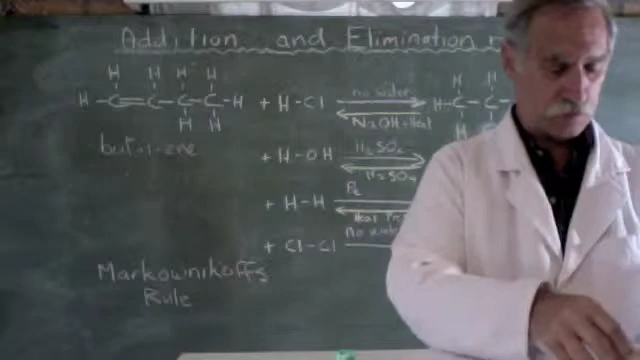 Addition and Elimination
H H H H
H-C=C-C-C-H + H-Cl no water H-C-C-
H H NaOH+Heat H
but-1-ene
+ H-OH H₂SO₄
H₂SO₄
+ H-H Pt
Heat
no water
+ Cl-Cl
Markownikoffs
Rule